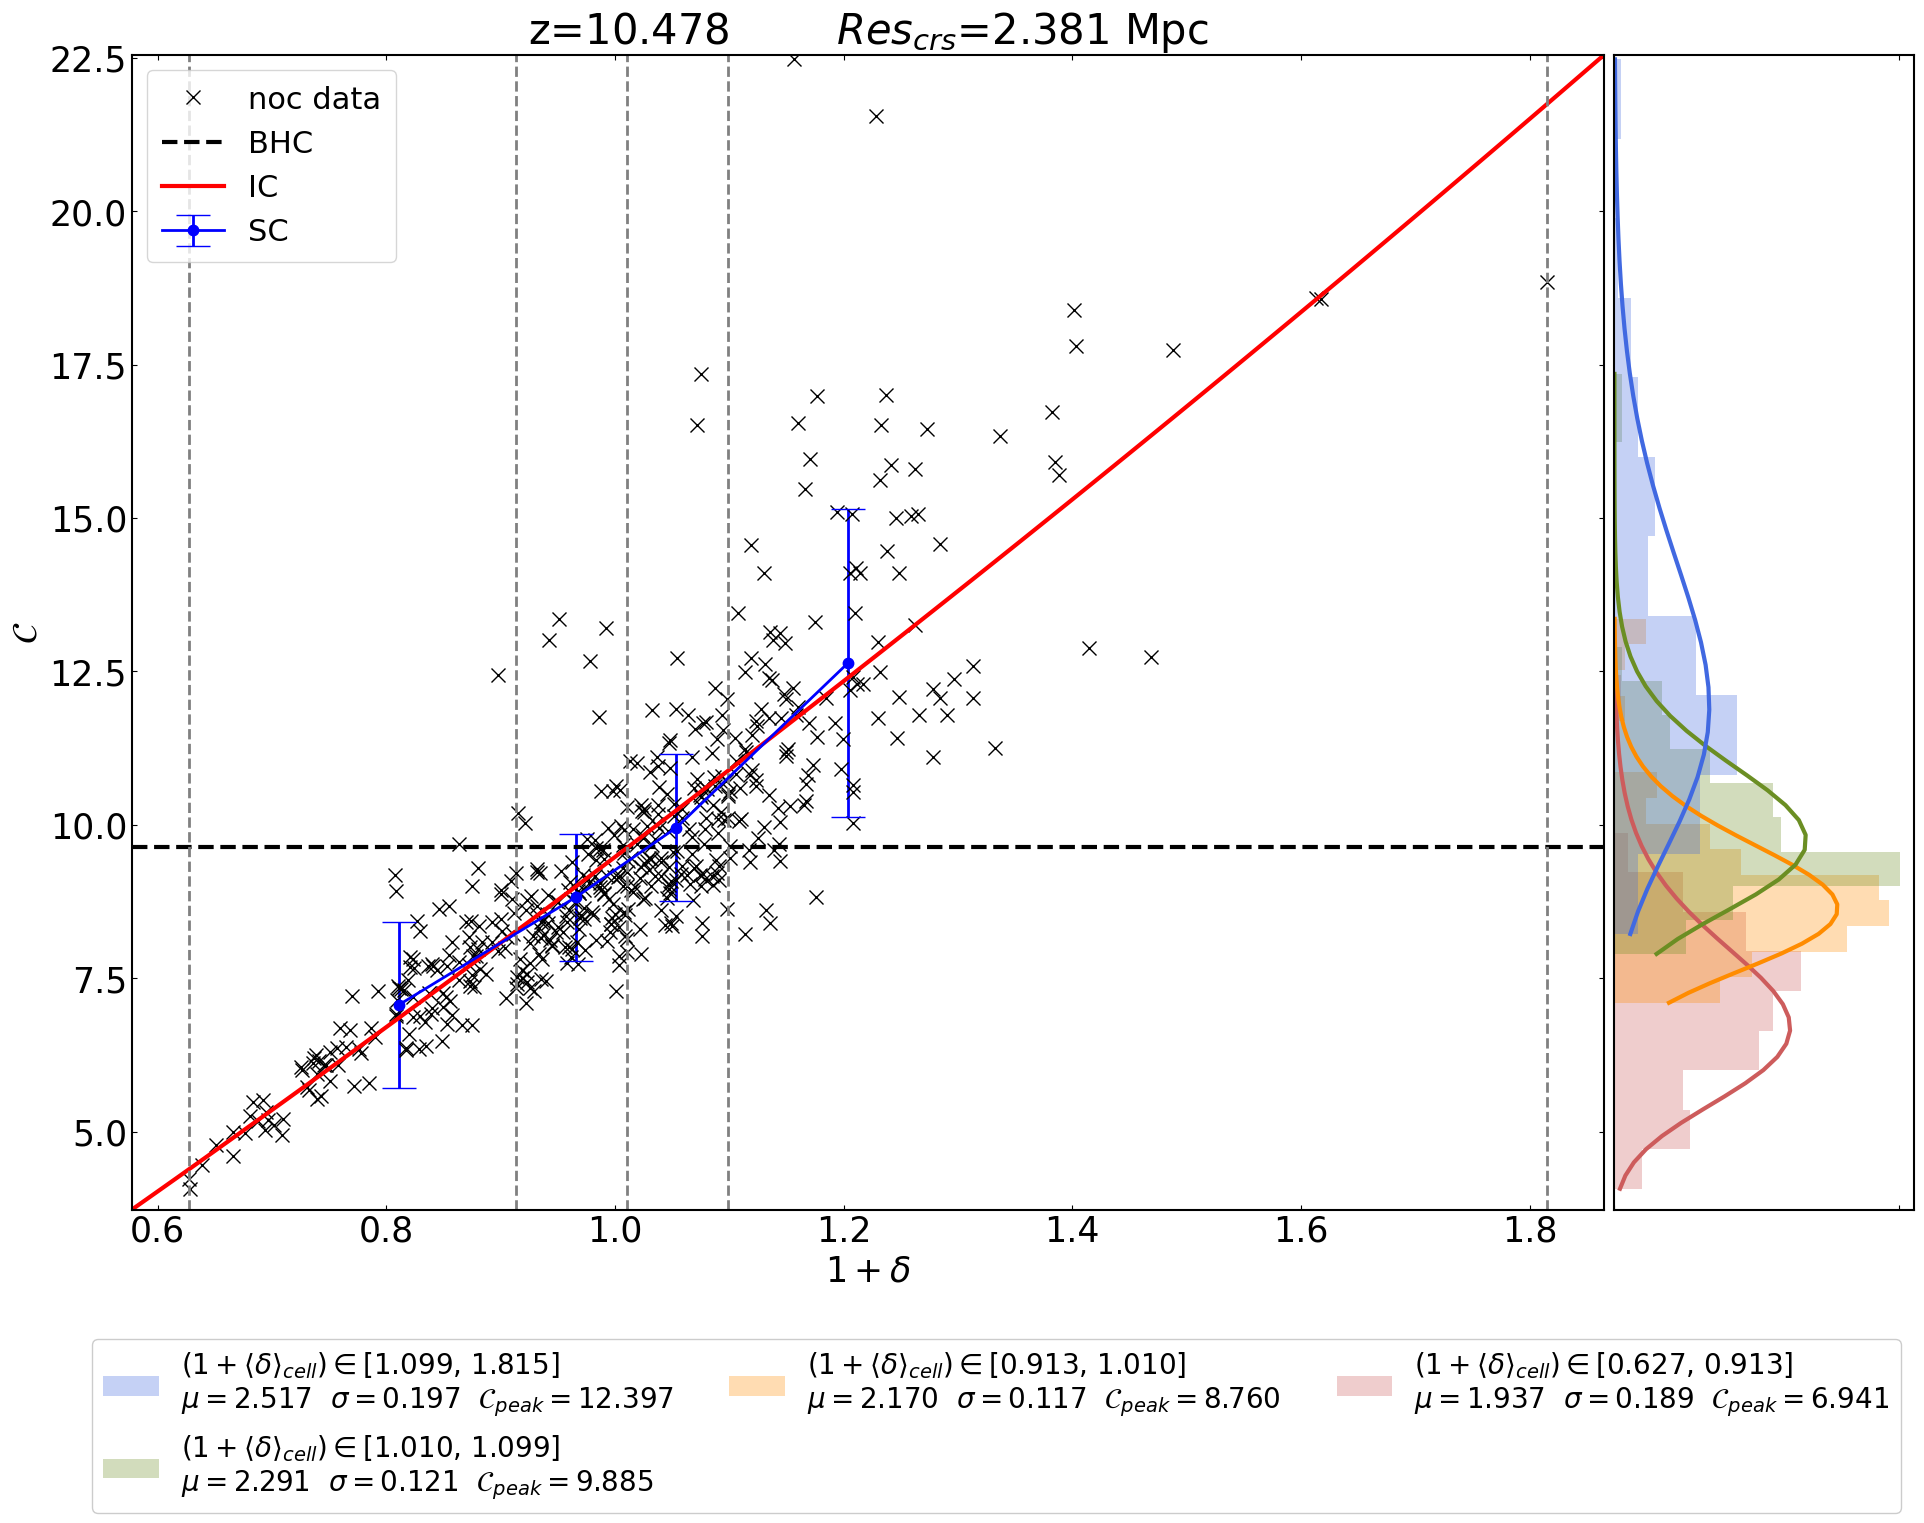 z=10.478 Res_crs=2.381 Mpc
22.5
20.0
17.5
15.0
12.5
10.0
7.5
5.0
𝒞
noc data
BHC
IC
SC
0.6 0.8 1.0 1.2 1.4 1.6 1.8
1 + δ
(1 + ⟨δ⟩_cell) ∈ [1.099, 1.815]
μ = 2.517 σ = 0.197 𝒞_peak = 12.397
(1 + ⟨δ⟩_cell) ∈ [1.010, 1.099]
μ = 2.291 σ = 0.121 𝒞_peak = 9.885
(1 + ⟨δ⟩_cell) ∈ [0.913, 1.010]
μ = 2.170 σ = 0.117 𝒞_peak = 8.760
(1 + ⟨δ⟩_cell) ∈ [0.627, 0.913]
μ = 1.937 σ = 0.189 𝒞_peak = 6.941